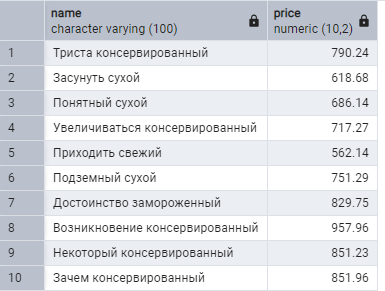 name price
character varying (100) numeric (10,2)
1 Триста консервированный 790.24
2 Засунуть сухой 618.68
3 Понятный сухой 686.14
4 Увеличиваться консервированный 717.27
5 Приходить свежий 562.14
6 Подземный сухой 751.29
7 Достоинство замороженный 829.75
8 Возникновение консервированный 957.96
9 Некоторый консервированный 851.23
10 Зачем консервированный 851.96